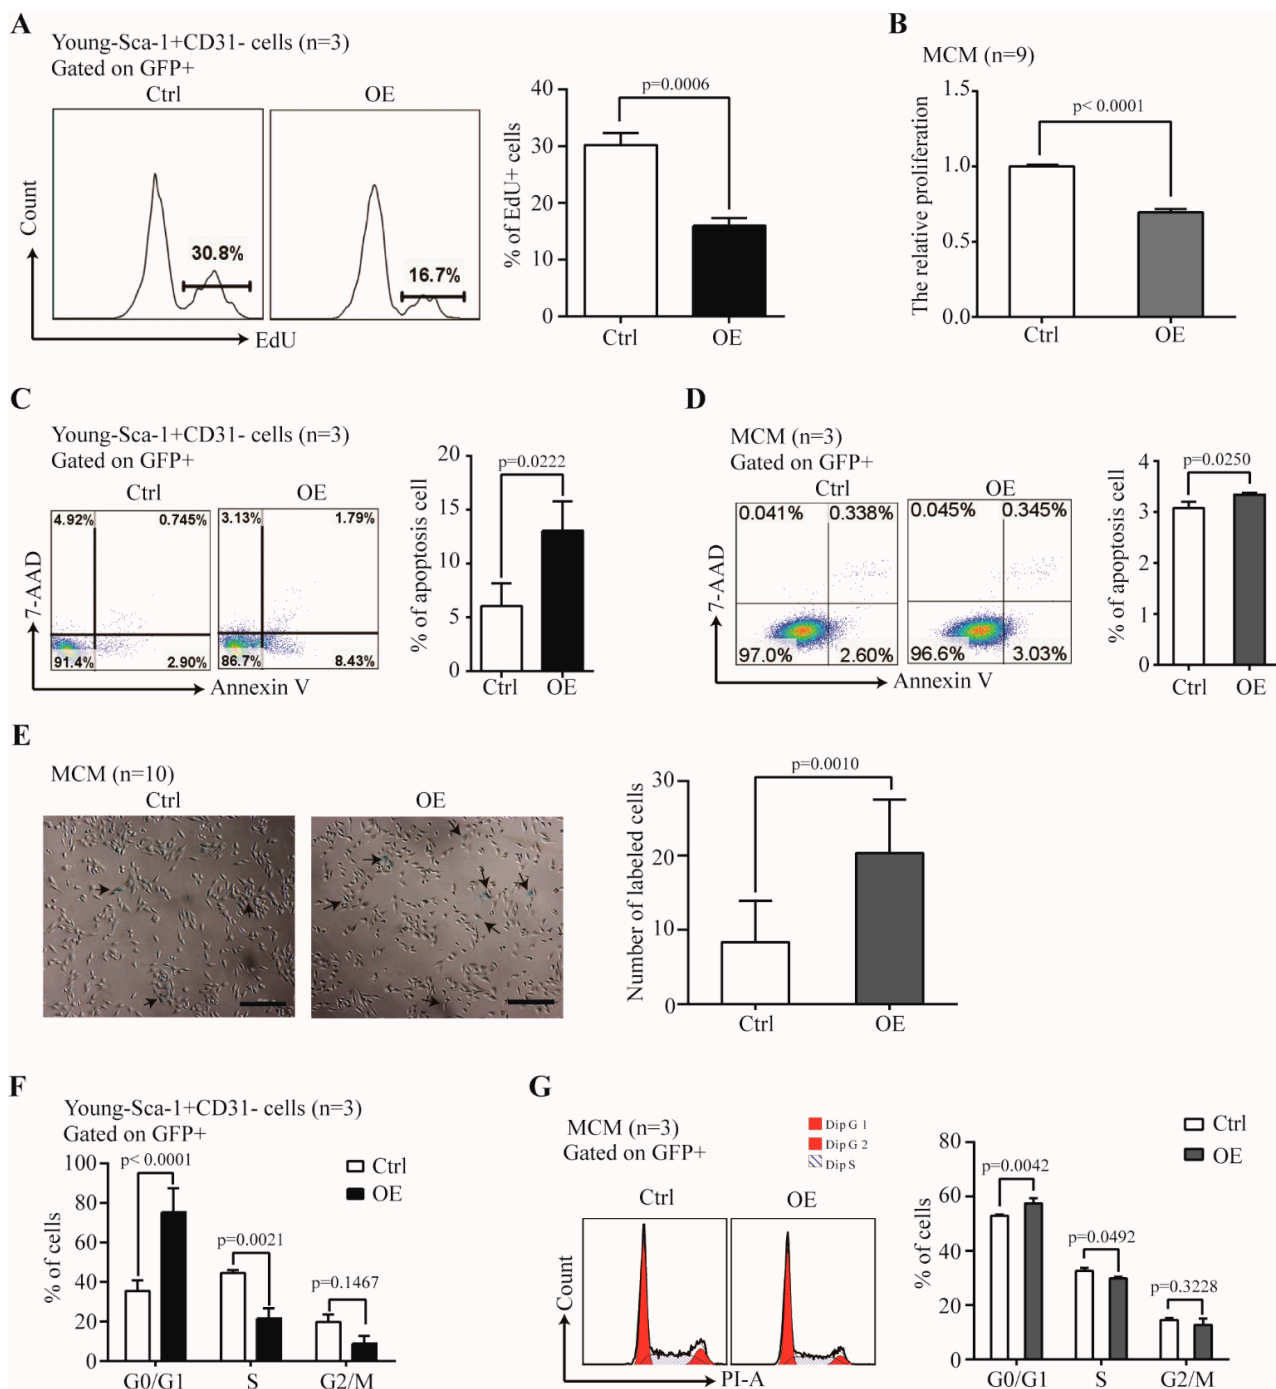 A
Young-Sca-1+CD31- cells (n=3)
Gated on GFP+
Ctrl
OE
Count
30.8%
16.7%
EdU
% of EdU+ cells
40
30
20
10
0
p=0.0006
Ctrl
OE
B
MCM (n=9)
The relative proliferation
1.5
1.0
0.5
0.0
p< 0.0001
Ctrl
OE
C
Young-Sca-1+CD31- cells (n=3)
Gated on GFP+
Ctrl
OE
7-AAD
4.92%
0.745%
91.4%
2.90%
3.13%
1.79%
86.7%
8.43%
Annexin V
% of apoptosis cell
20
15
10
5
0
p=0.0222
Ctrl
OE
D
MCM (n=3)
Gated on GFP+
Ctrl
OE
7-AAD
0.041%
0.338%
97.0%
2.60%
0.045%
0.345%
96.6%
3.03%
Annexin V
% of apoptosis cell
4
3
2
1
0
p=0.0250
Ctrl
OE
E
MCM (n=10)
Ctrl
OE
Number of labeled cells
30
20
10
0
p=0.0010
Ctrl
OE
F
Young-Sca-1+CD31- cells (n=3)
Gated on GFP+
% of cells
100
80
60
40
20
0
p< 0.0001
p=0.0021
p=0.1467
Ctrl
OE
G0/G1
S
G2/M
G
MCM (n=3)
Gated on GFP+
Dip G 1
Dip G 2
Dip S
Ctrl
OE
Count
PI-A
% of cells
80
60
40
20
0
p=0.0042
p=0.0492
p=0.3228
Ctrl
OE
G0/G1
S
G2/M